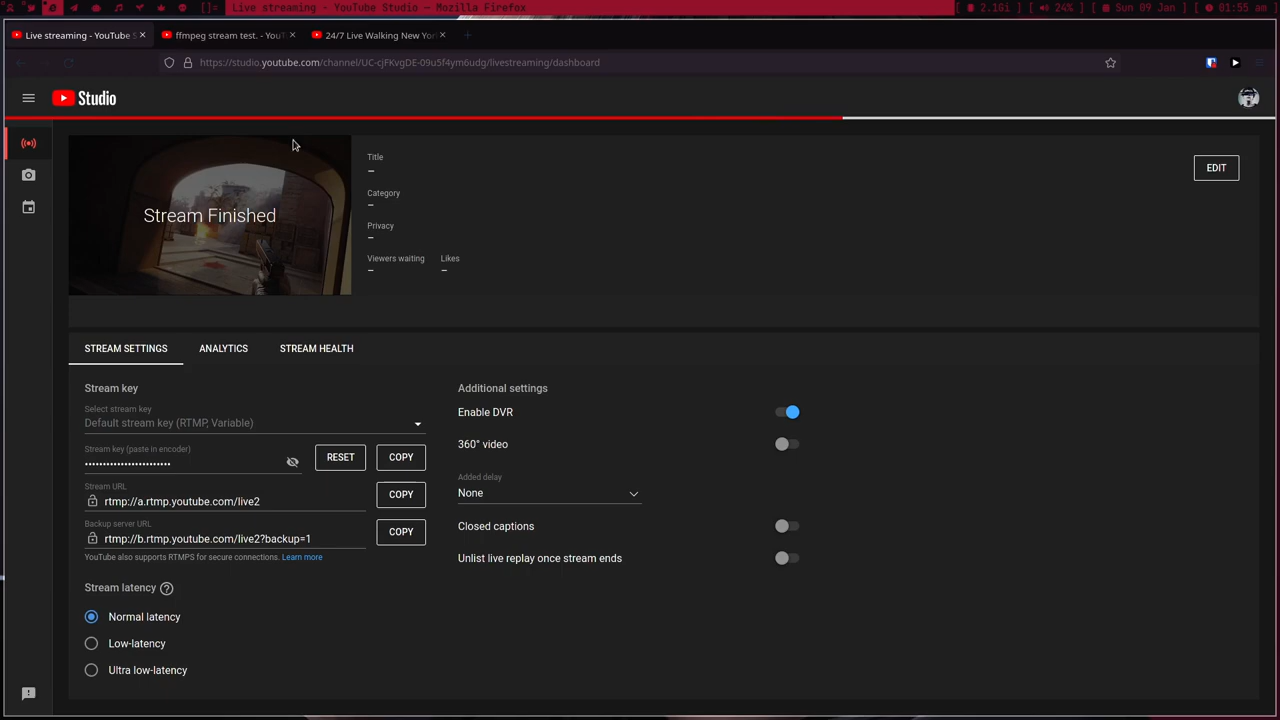 Live streaming - YouTube Studio — Mozilla Firefox
[ 2.1Gi ] [ 24% ] [ Sun 09 Jan ] [ 01:55 am ]
Live streaming - YouTube S
ffmpeg stream test. - YouT
24/7 Live Walking New Yor
https://studio.youtube.com/channel/UC-cjFKvgDE-09u5f4ym6udg/livestreaming/dashboard
Studio
Stream Finished
Title
–
Category
–
Privacy
–
Viewers waiting Likes
– –
EDIT
STREAM SETTINGS ANALYTICS STREAM HEALTH
Stream key
Select stream key
Default stream key (RTMP, Variable)
Stream key (paste in encoder)
••••••••••••••••••••••••
RESET COPY
Stream URL
rtmp://a.rtmp.youtube.com/live2
COPY
Backup server URL
rtmp://b.rtmp.youtube.com/live2?backup=1
COPY
YouTube also supports RTMPS for secure connections. Learn more
Stream latency
Normal latency
Low-latency
Ultra low-latency
Additional settings
Enable DVR
360° video
Added delay
None
Closed captions
Unlist live replay once stream ends